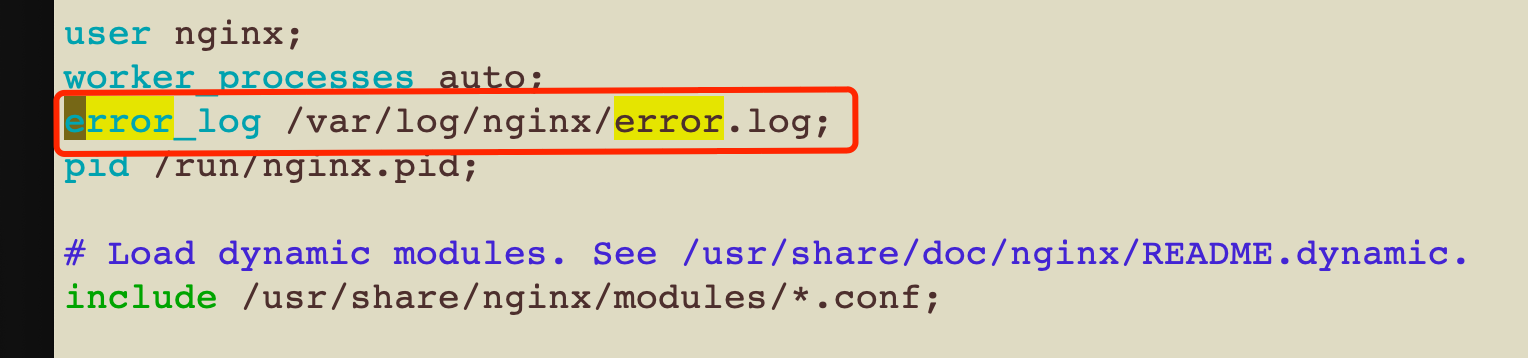 user nginx;
worker_processes auto;
error_log /var/log/nginx/error.log;
pid /run/nginx.pid;
# Load dynamic modules. See /usr/share/doc/nginx/README.dynamic.
include /usr/share/nginx/modules/*.conf;